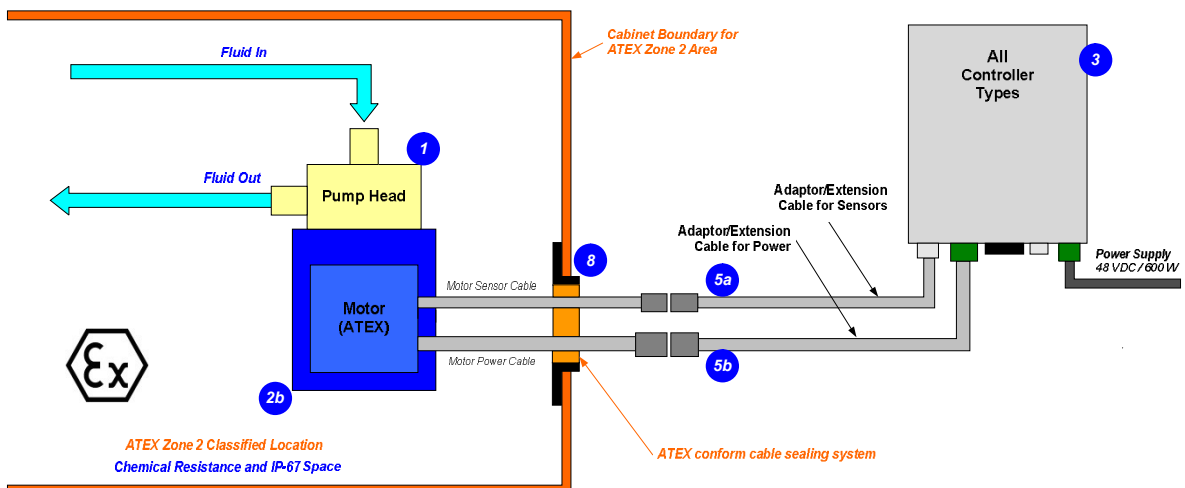 Cabinet Boundary for
ATEX Zone 2 Area
Fluid In
All
Controller
Types
3
1
Fluid Out
Pump Head
Adaptor/Extension
Cable for Sensors
Adaptor/Extension
Cable for Power
Power Supply
48 VDC / 600 W
8
5a
Motor Sensor Cable
Motor
(ATEX)
Motor Power Cable
5b
εx
2b
ATEX Zone 2 Classified Location
Chemical Resistance and IP-67 Space
ATEX conform cable sealing system